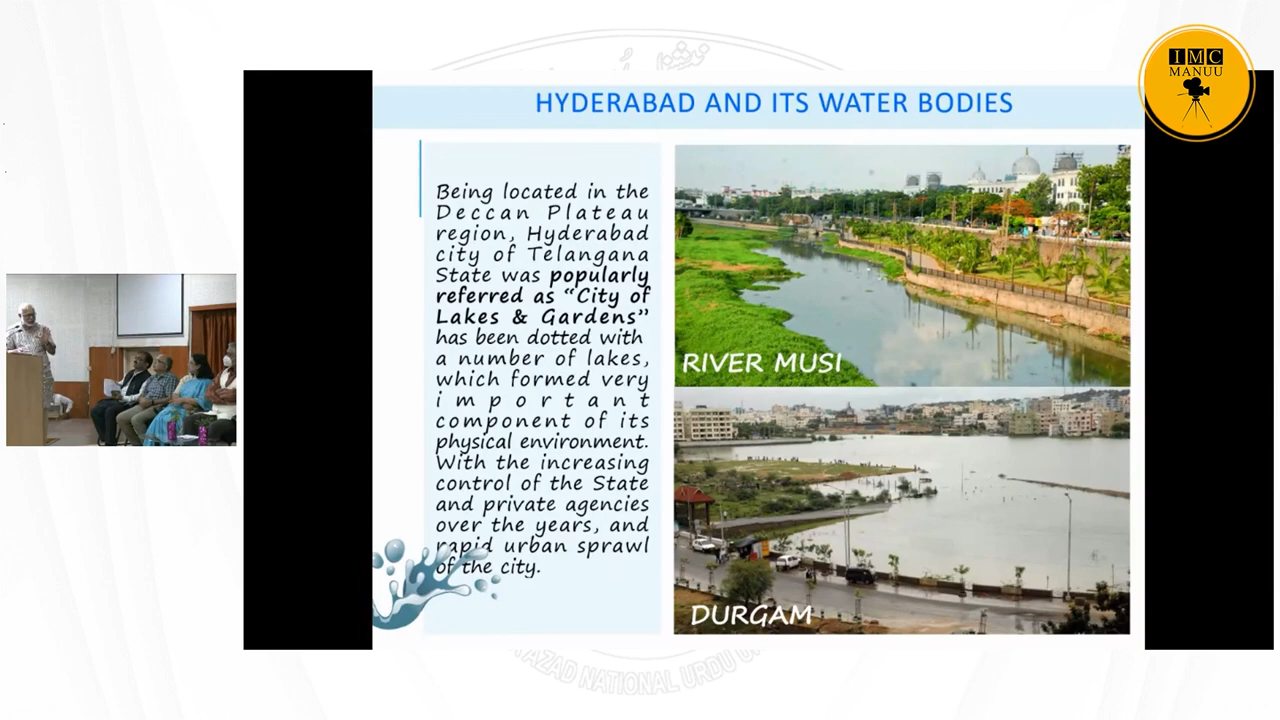 IMC
MANUU
HYDERABAD AND ITS WATER BODIES
Being located in the
Deccan Plateau
region, Hyderabad
city of Telangana
State was popularly
referred as “City of
Lakes & Gardens”
has been dotted with
a number of lakes,
which formed very
important
component of its
physical environment.
With the increasing
control of the State
and private agencies
over the years, and
rapid urban sprawl
of the city.
RIVER MUSI
DURGAM
AZAD NATIONAL URDU